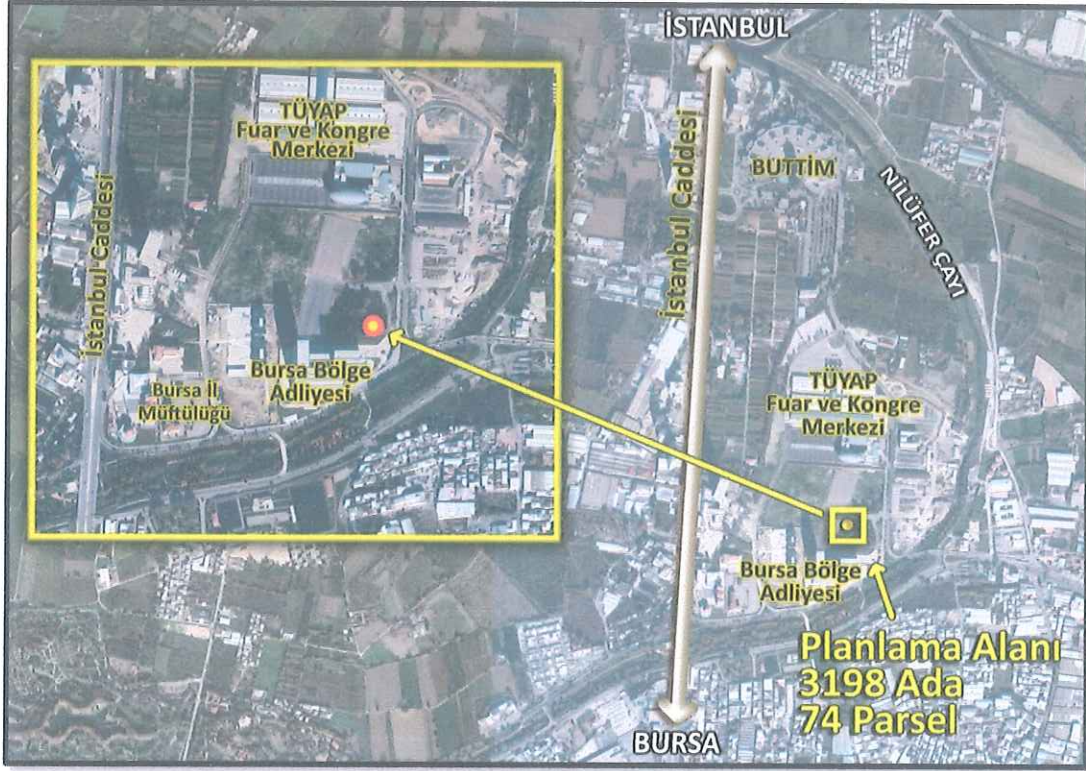 İSTANBUL
TÜYAP
Fuar ve Kongre
Merkezi
İstanbul Caddesi
Bursa İl
Müftülüğü
Bursa Bölge
Adliyesi
İstanbul Caddesi
BUTTİM
NİLÜFER ÇAYI
TÜYAP
Fuar ve Kongre
Merkezi
Bursa Bölge
Adliyesi
Planlama Alanı
3198 Ada
74 Parsel
BURSA